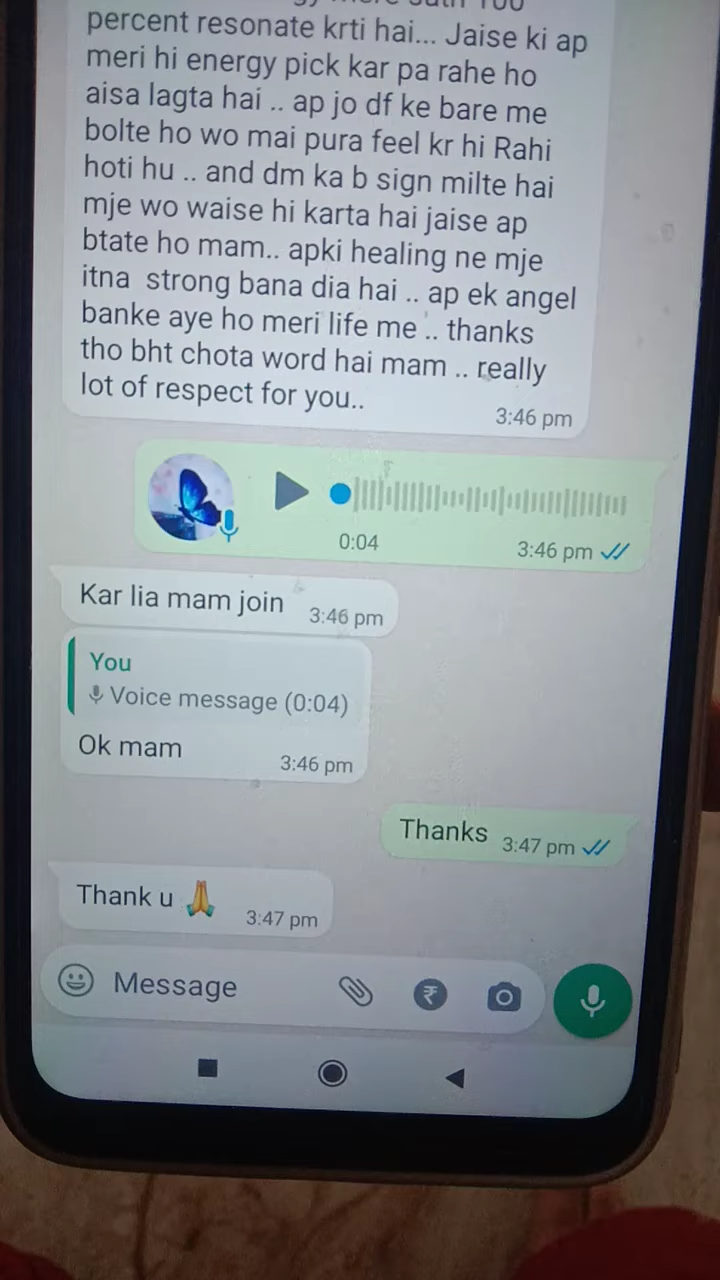 percent resonate krti hai... Jaise ki ap
meri hi energy pick kar pa rahe ho
aisa lagta hai .. ap jo df ke bare me
bolte ho wo mai pura feel kr hi Rahi
hoti hu .. and dm ka b sign milte hai
mje wo waise hi karta hai jaise ap
btate ho mam.. apki healing ne mje
itna strong bana dia hai .. ap ek angel
banke aye ho meri life me .. thanks
tho bht chota word hai mam .. really
lot of respect for you..
3:46 pm
0:04
3:46 pm
Kar lia mam join 3:46 pm
You
Voice message (0:04)
Ok mam 3:46 pm
Thanks 3:47 pm
Thank u 🙏 3:47 pm
Message
₹